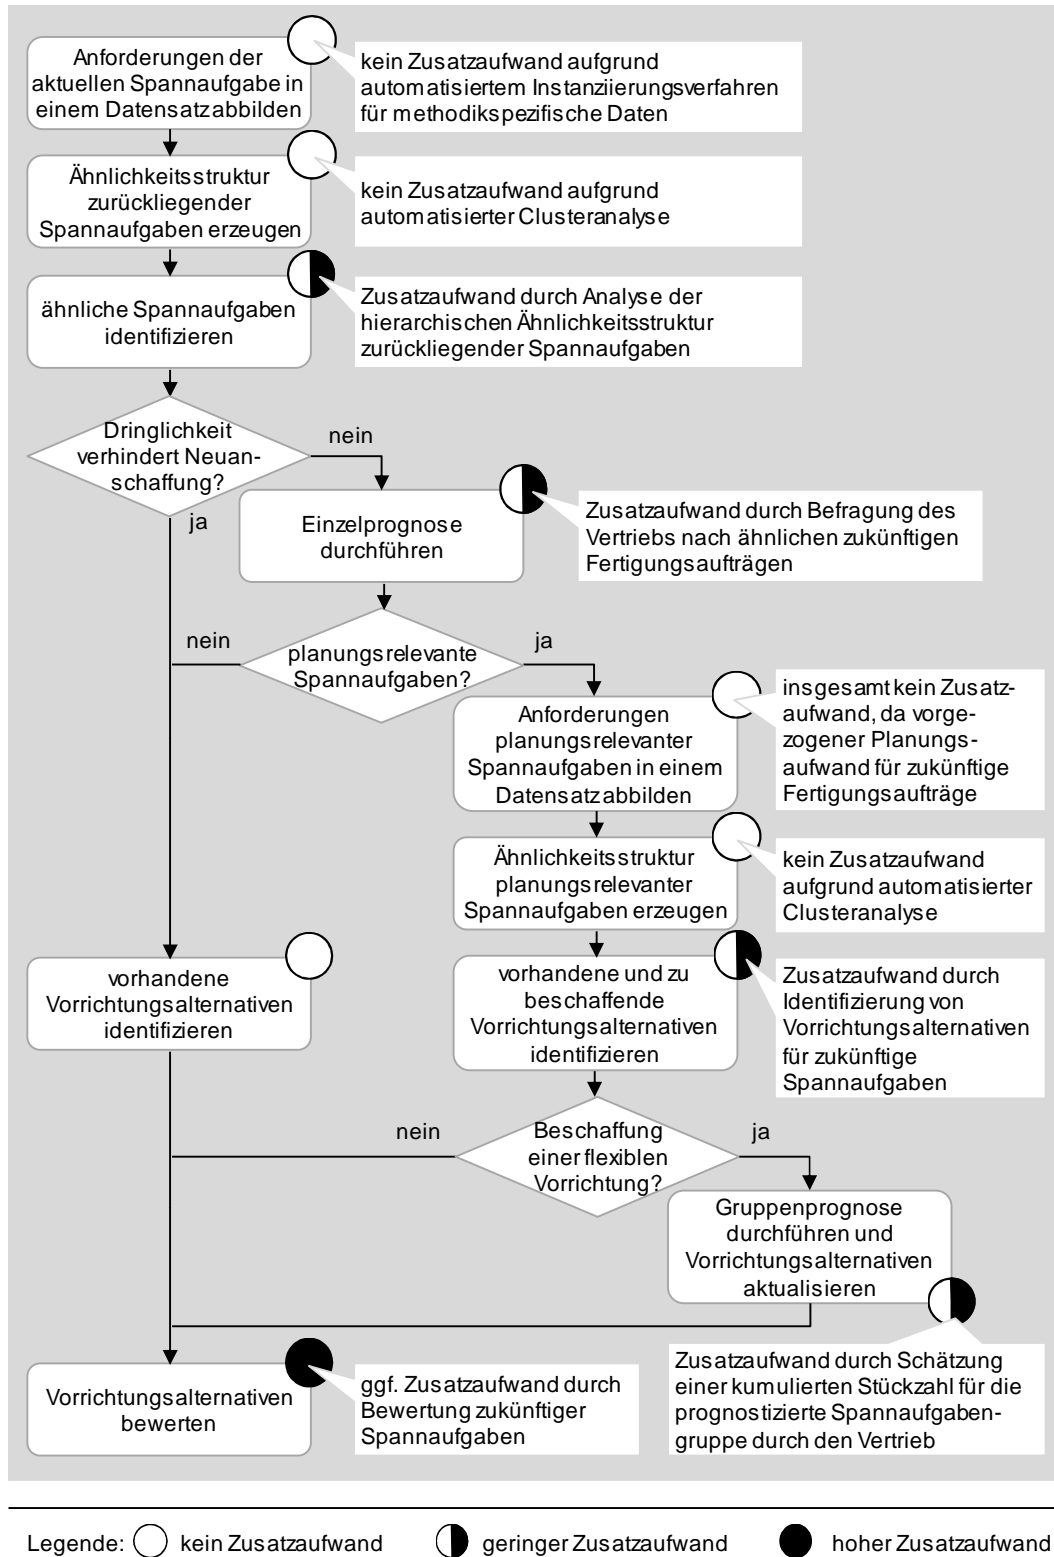 Anforderungen der
aktuellen Spannaufgabe in
einem Datensatz abbilden
kein Zusatzaufwand aufgrund
automatisiertem Instanziierungsverfahren
für methodikspezifische Daten
Ähnlichkeitsstruktur
zurückliegender
Spannaufgaben erzeugen
kein Zusatzaufwand aufgrund
automatisierter Clusteranalyse
ähnliche Spannaufgaben
identifizieren
Zusatzaufwand durch Analyse der
hierarchischen Ähnlichkeitsstruktur
zurückliegender Spannaufgaben
Dringlichkeit
verhindert Neuan-
schaffung?
nein
ja
Einzelprognose
durchführen
Zusatzaufwand durch Befragung des
Vertriebs nach ähnlichen zukünftigen
Fertigungsaufträgen
planungsrelevante
Spannaufgaben?
nein
ja
Anforderungen
planungsrelevanter
Spannaufgaben in einem
Datensatz abbilden
insgesamt kein Zusatz-
aufwand, da vorge-
zogener Planungs-
aufwand für zukünftige
Fertigungsaufträge
Ähnlichkeitsstruktur
planungsrelevanter
Spannaufgaben erzeugen
kein Zusatzaufwand
aufgrund automatisierter
Clusteranalyse
vorhandene
Vorrichtungsalternativen
identifizieren
vorhandene und zu
beschaffende
Vorrichtungsalternativen
identifizieren
Zusatzaufwand durch
Identifizierung von
Vorrichtungsalternativen
für zukünftige
Spannaufgaben
nein
Beschaffung
einer flexiblen
Vorrichtung?
ja
Gruppenprognose
durchführen und
Vorrichtungsalternativen
aktualisieren
Zusatzaufwand durch Schätzung
einer kumulierten Stückzahl für die
prognostizierte Spannaufgaben-
gruppe durch den Vertrieb
Vorrichtungsalternativen
bewerten
ggf. Zusatzaufwand durch
Bewertung zukünftiger
Spannaufgaben
Legende: kein Zusatzaufwand geringer Zusatzaufwand hoher Zusatzaufwand